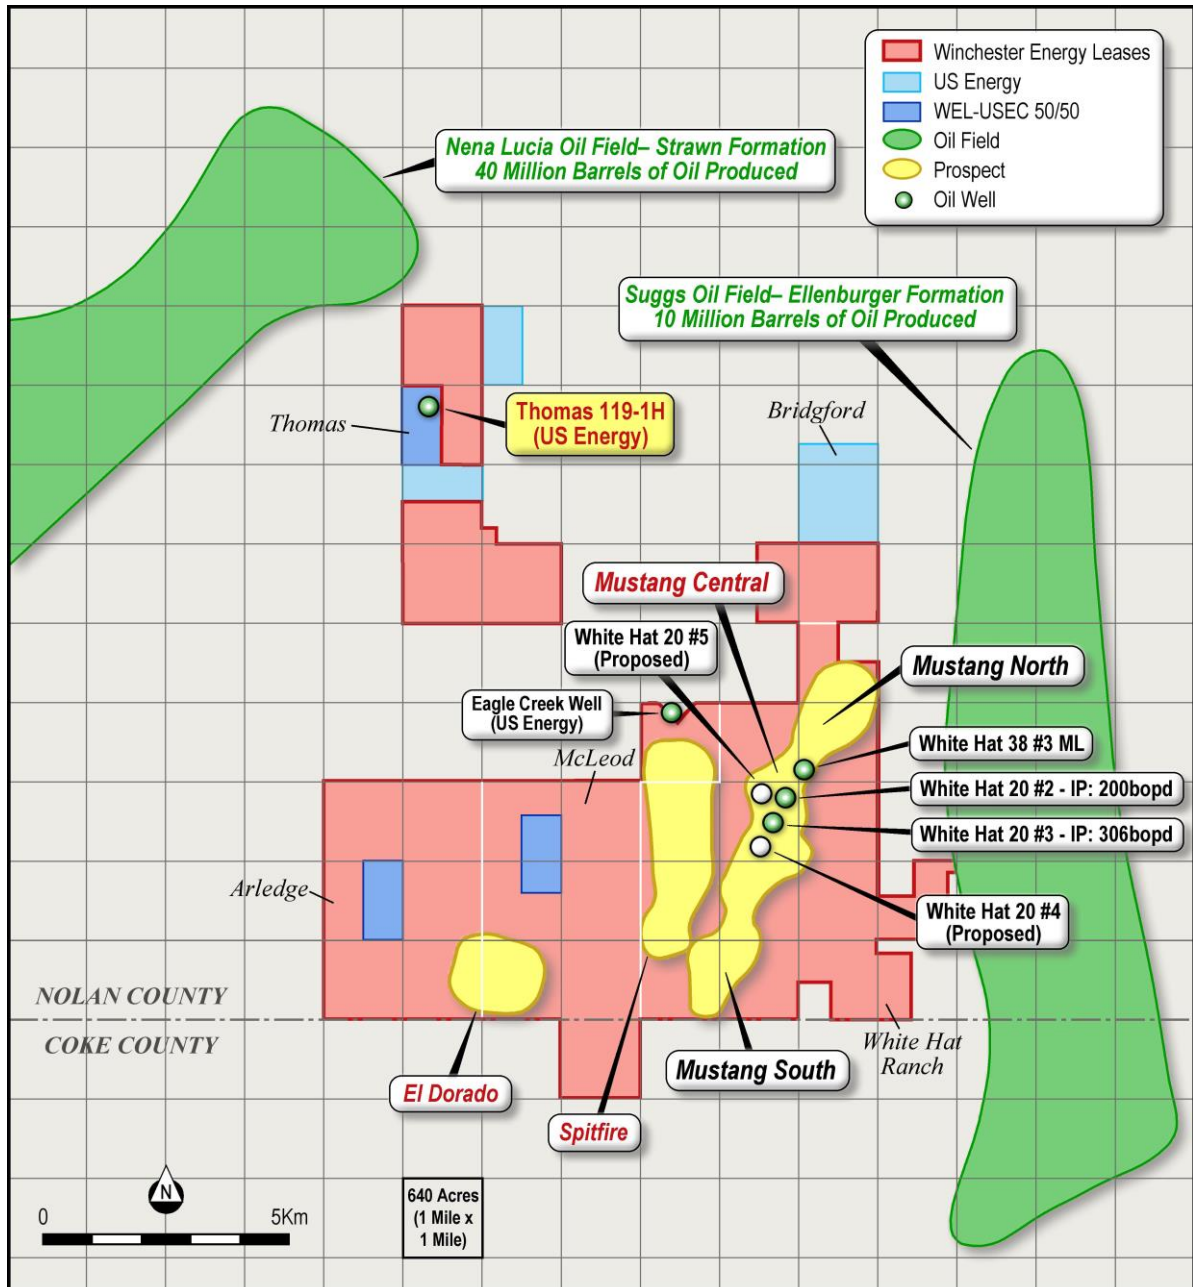 Winchester Energy Leases
US Energy
WEL-USEC 50/50
Oil Field
Prospect
Oil Well
Nena Lucia Oil Field– Strawn Formation
40 Million Barrels of Oil Produced
Suggs Oil Field– Ellenburger Formation
10 Million Barrels of Oil Produced
Thomas
Thomas 119-1H
(US Energy)
Bridgford
Mustang Central
White Hat 20 #5
(Proposed)
Mustang North
Eagle Creek Well
(US Energy)
McLeod
White Hat 38 #3 ML
White Hat 20 #2 - IP: 200bopd
White Hat 20 #3 - IP: 306bopd
Arledge
White Hat 20 #4
(Proposed)
NOLAN COUNTY
COKE COUNTY
White Hat
Ranch
Mustang South
El Dorado
Spitfire
N
0
5Km
640 Acres
(1 Mile x
1 Mile)